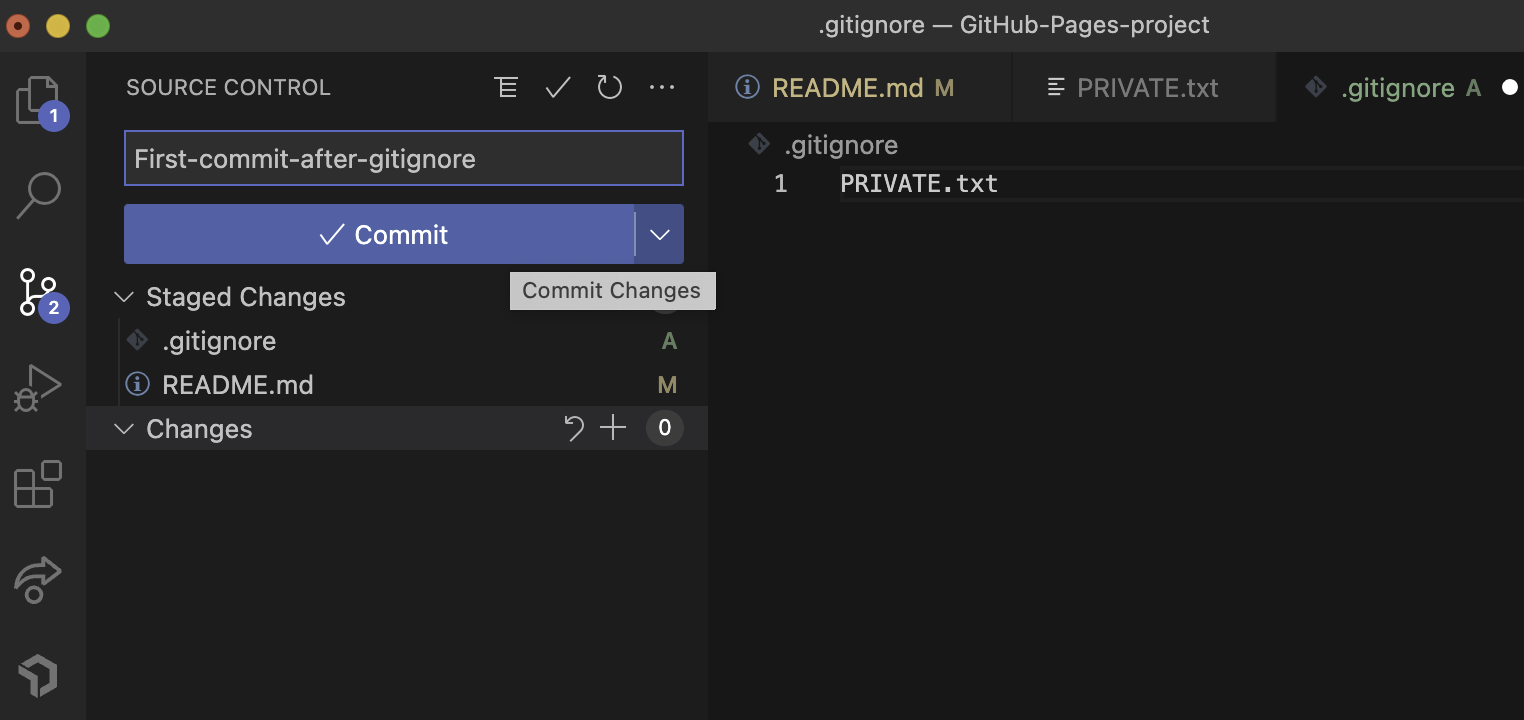 .gitignore — GitHub-Pages-project
SOURCE CONTROL
README.md M
PRIVATE.txt
.gitignore A
1
First-commit-after-gitignore
.gitignore
1 PRIVATE.txt
Commit
Commit Changes
Staged Changes
2
.gitignore A
README.md M
Changes 0